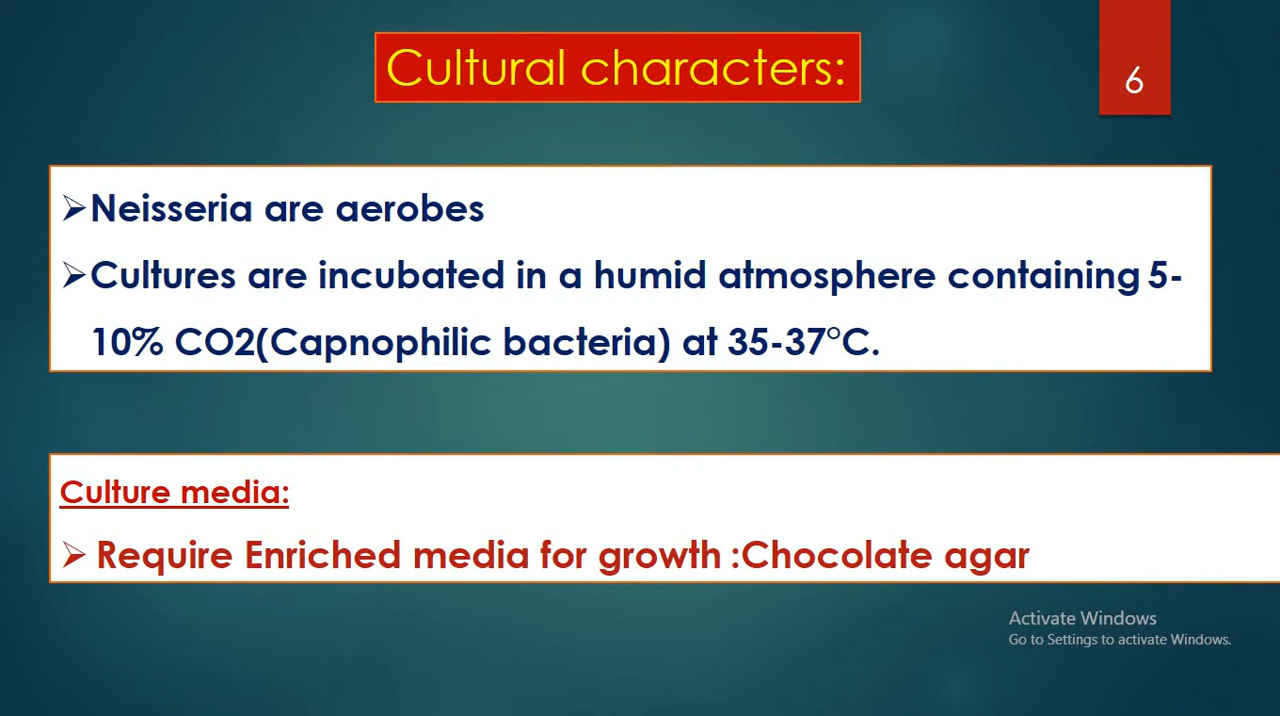 Cultural characters:
6
➢Neisseria are aerobes
➢Cultures are incubated in a humid atmosphere containing 5-
10% CO2(Capnophilic bacteria) at 35-37°C.
Culture media:
➢ Require Enriched media for growth :Chocolate agar
Activate Windows
Go to Settings to activate Windows.